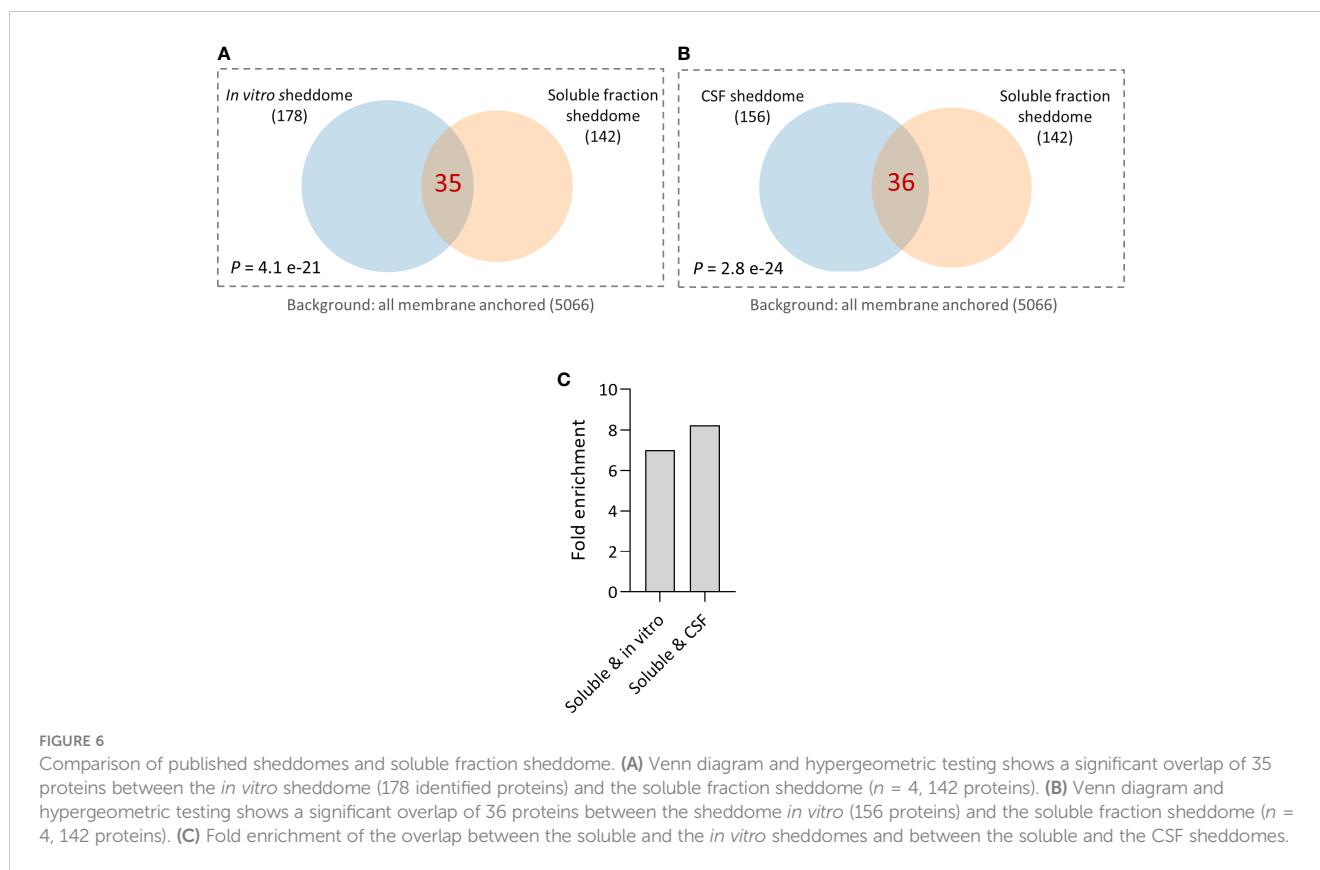 A
In vitro sheddome
(178)
Soluble fraction
sheddome
(142)
35
P = 4.1 e-21
Background: all membrane anchored (5066)
B
CSF sheddome
(156)
Soluble fraction
sheddome
(142)
36
P = 2.8 e-24
Background: all membrane anchored (5066)
C
Fold enrichment
10
8
6
4
2
0
Soluble & in vitro
Soluble & CSF
FIGURE 6
Comparison of published sheddomes and soluble fraction sheddome. (A) Venn diagram and hypergeometric testing shows a significant overlap of 35
proteins between the in vitro sheddome (178 identified proteins) and the soluble fraction sheddome (n = 4, 142 proteins). (B) Venn diagram and
hypergeometric testing shows a significant overlap of 36 proteins between the sheddome in vitro (156 proteins) and the soluble fraction sheddome (n =
4, 142 proteins). (C) Fold enrichment of the overlap between the soluble and the in vitro sheddomes and between the soluble and the CSF sheddomes.